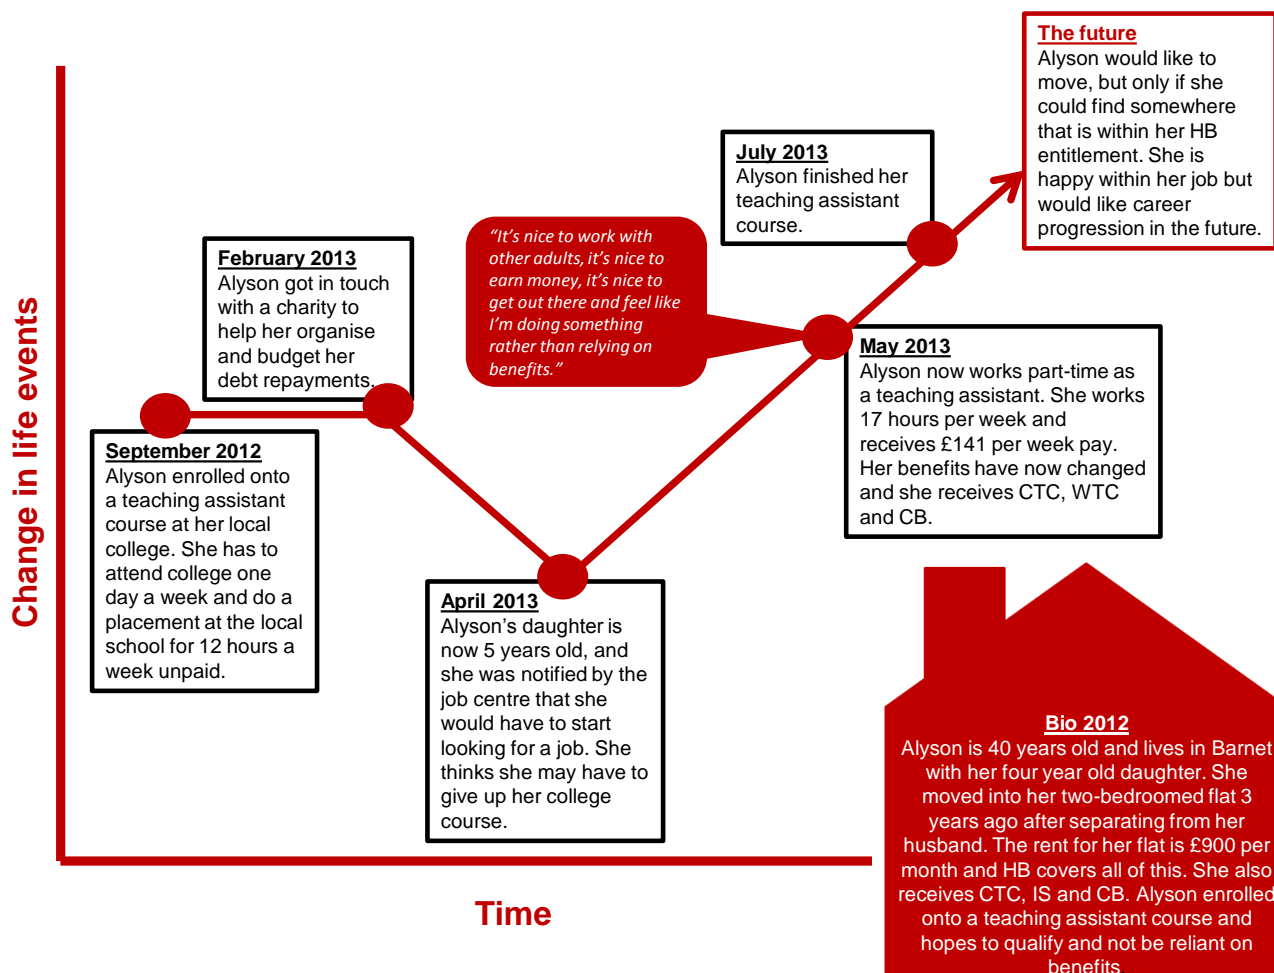 Change in life events
September 2012
Alyson enrolled onto
a teaching assistant
course at her local
college. She has to
attend college one
day a week and do a
placement at the local
school for 12 hours a
week unpaid.
February 2013
Alyson got in touch
with a charity to
help her organise
and budget her
debt repayments.
April 2013
Alyson’s daughter is
now 5 years old, and
she was notified by the
job centre that she
would have to start
looking for a job. She
thinks she may have to
give up her college
course.
“It’s nice to work with
other adults, it’s nice to
earn money, it’s nice to
get out there and feel like
I’m doing something
rather than relying on
benefits.”
May 2013
Alyson now works part-time as
a teaching assistant. She works
17 hours per week and
receives £141 per week pay.
Her benefits have now changed
and she receives CTC, WTC
and CB.
July 2013
Alyson finished her
teaching assistant
course.
The future
Alyson would like to
move, but only if she
could find somewhere
that is within her HB
entitlement. She is
happy within her job but
would like career
progression in the future.
Bio 2012
Alyson is 40 years old and lives in Barnet
with her four year old daughter. She
moved into her two-bedroomed flat 3
years ago after separating from her
husband. The rent for her flat is £900 per
month and HB covers all of this. She also
receives CTC, IS and CB. Alyson enrolled
onto a teaching assistant course and
hopes to qualify and not be reliant on
benefits
Time